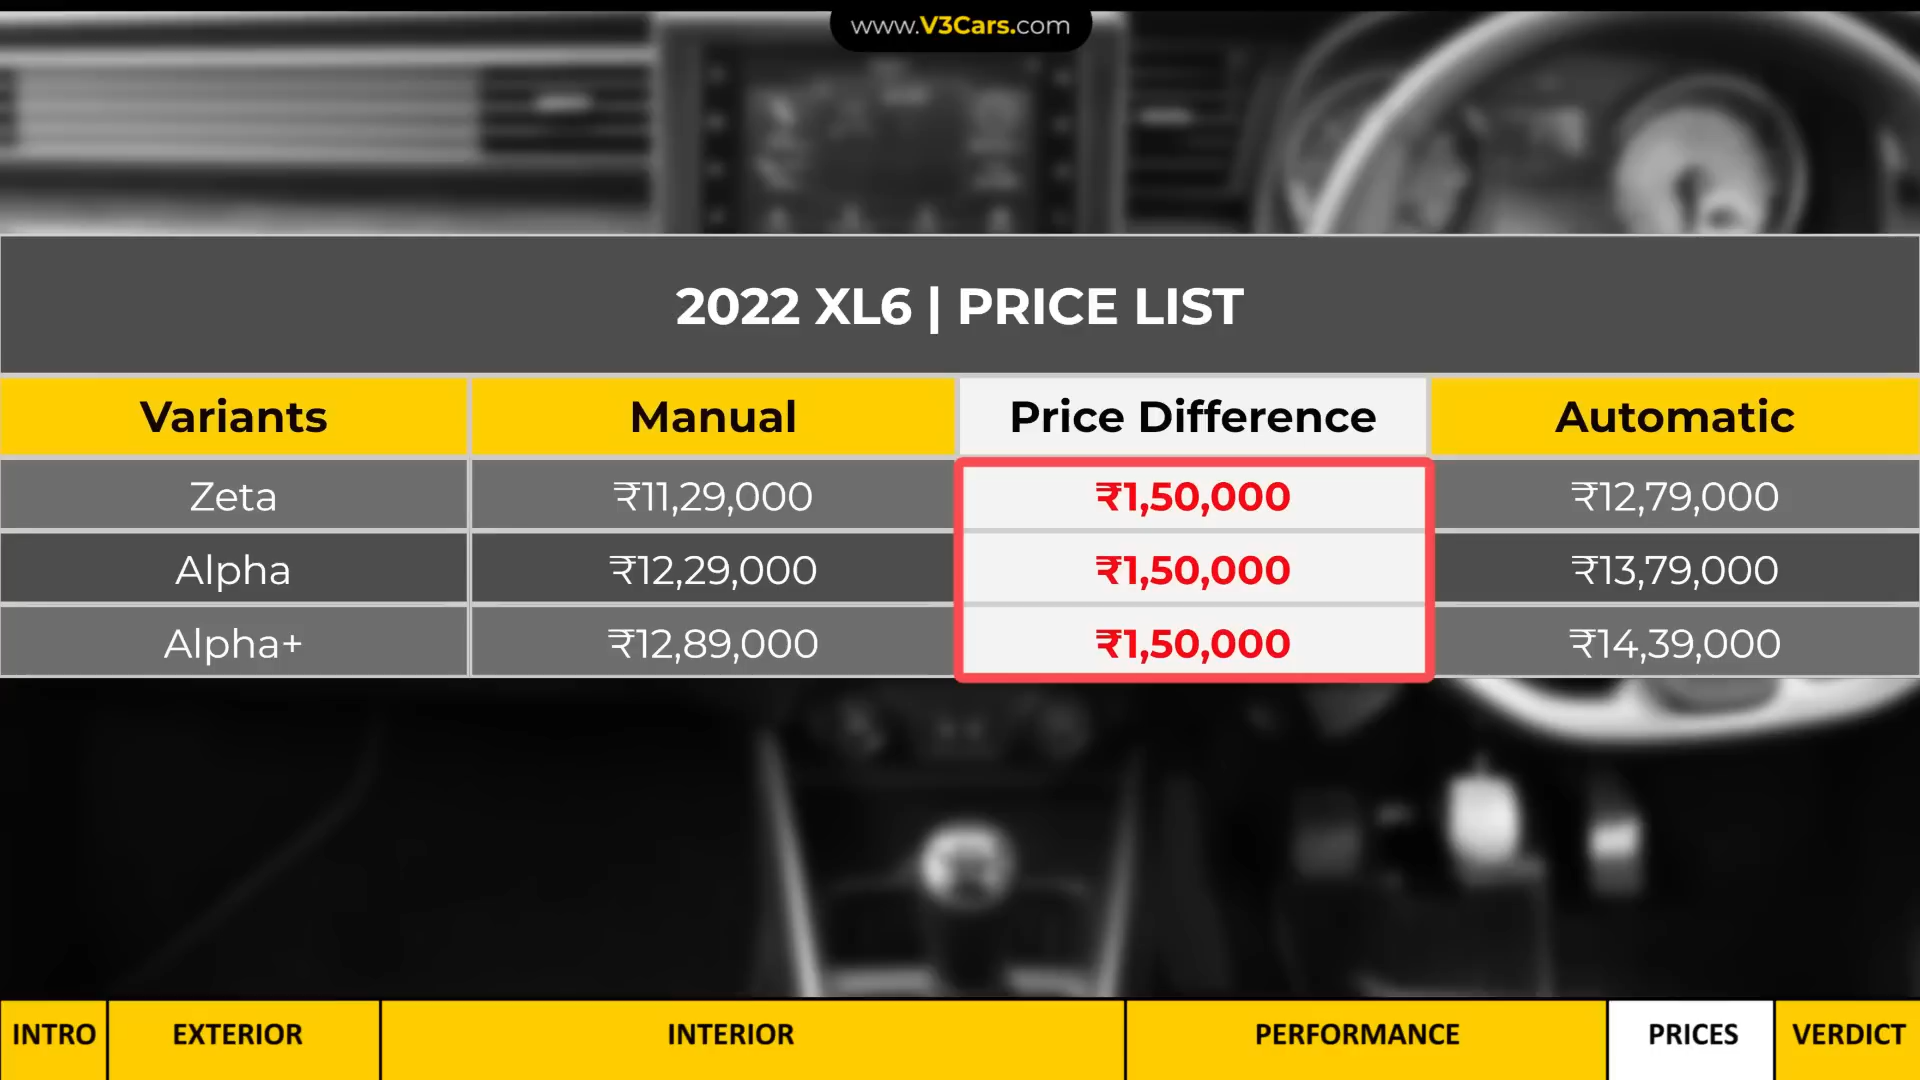 www.V3Cars.com
2022 XL6 | PRICE LIST
Variants Manual Price Difference Automatic
Zeta ₹11,29,000 ₹1,50,000 ₹12,79,000
Alpha ₹12,29,000 ₹1,50,000 ₹13,79,000
Alpha+ ₹12,89,000 ₹1,50,000 ₹14,39,000
INTRO EXTERIOR INTERIOR PERFORMANCE PRICES VERDICT